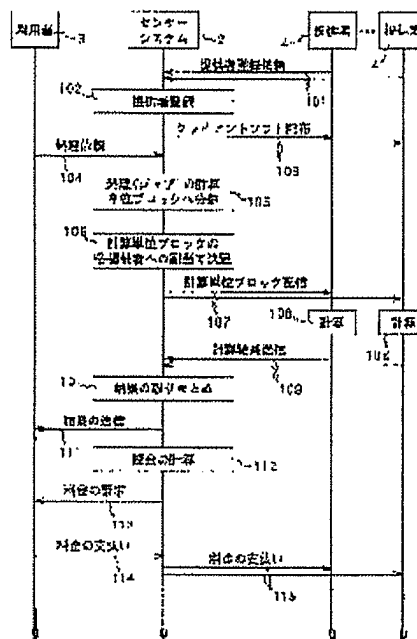 利用者 3
センター
システム 2
提供者
提供者登録依頼
101
102 提供者登録
クライアントソフト配布
103
処理依頼
104
処理(ジョブ)の計算
単位ブロックへ分割 105
106 計算単位ブロックの
各提供者への割当て決定
計算単位ブロック配信
107
108 計算
計算
計算結果送信
109
結果の取りまとめ
結果の送信
料金の計算 112
料金の請求
113
料金の支払い
114
料金の支払い
115